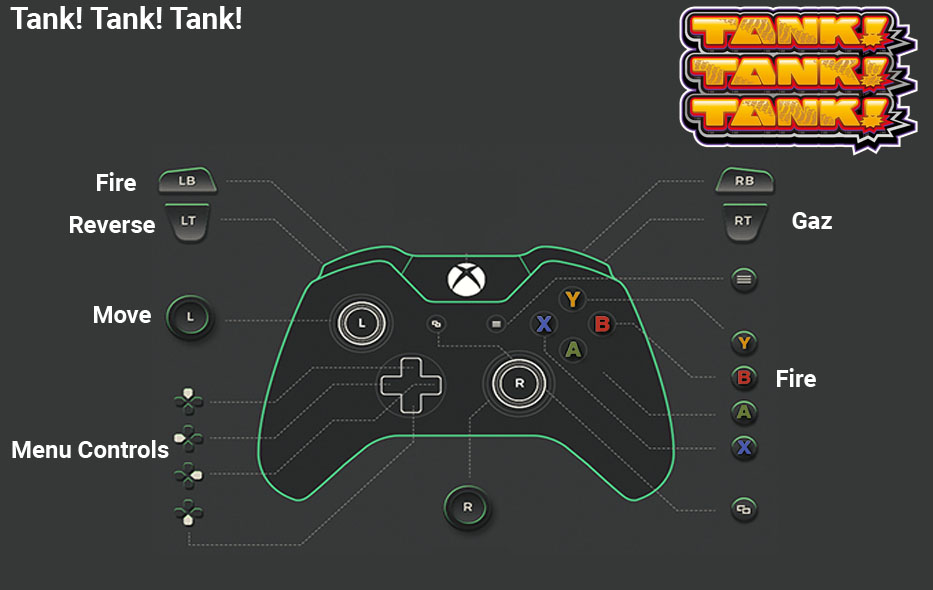 Tank! Tank! Tank!
TANK!
TANK!
TANK!
Fire
LB
RB
Reverse
LT
RT
Gaz
Move
L
L
Y
X
B
A
R
Y
B
Fire
A
X
Menu Controls
R